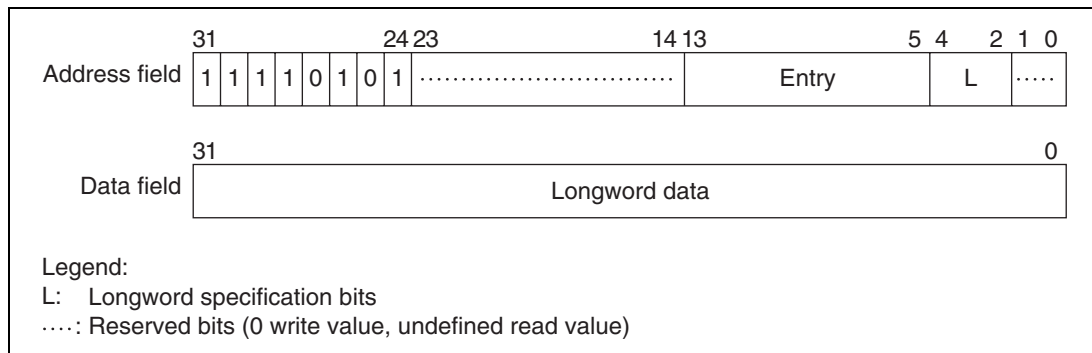 31 24 23 14 13 5 4 2 1 0
Address field 1 1 1 1 0 1 0 1 .............................. Entry L .....
31 0
Data field Longword data
Legend:
L: Longword specification bits
....: Reserved bits (0 write value, undefined read value)